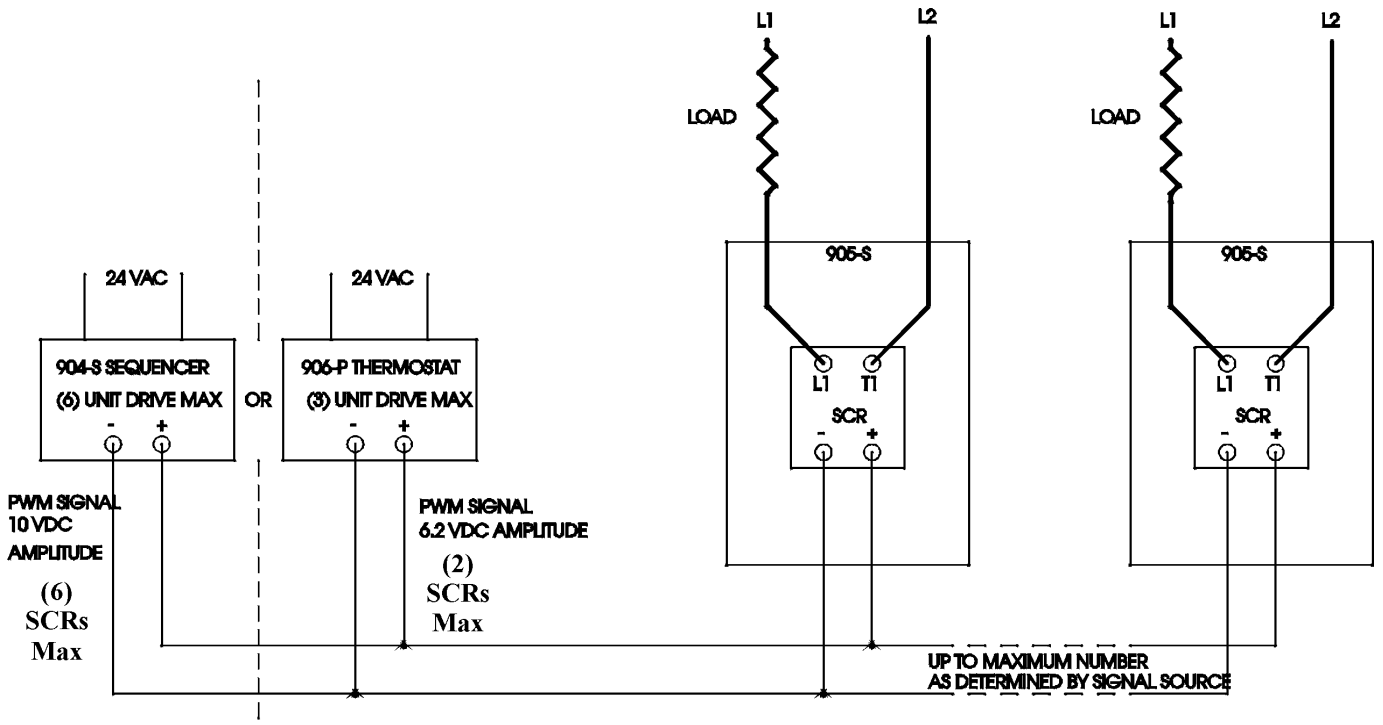 L1
L2
L1
L2
LOAD
LOAD
905-S
905-S
24 VAC
24 VAC
904-S SEQUENCER
(6) UNIT DRIVE MAX
- +
OR
906-P THERMOSTAT
(3) UNIT DRIVE MAX
- +
L1 T1
SCR
- +
L1 T1
SCR
- +
PWM SIGNAL
10 VDC
AMPLITUDE
(6)
SCRs
Max
PWM SIGNAL
6.2 VDC AMPLITUDE
(2)
SCRs
Max
UP TO MAXIMUM NUMBER
AS DETERMINED BY SIGNAL SOURCE